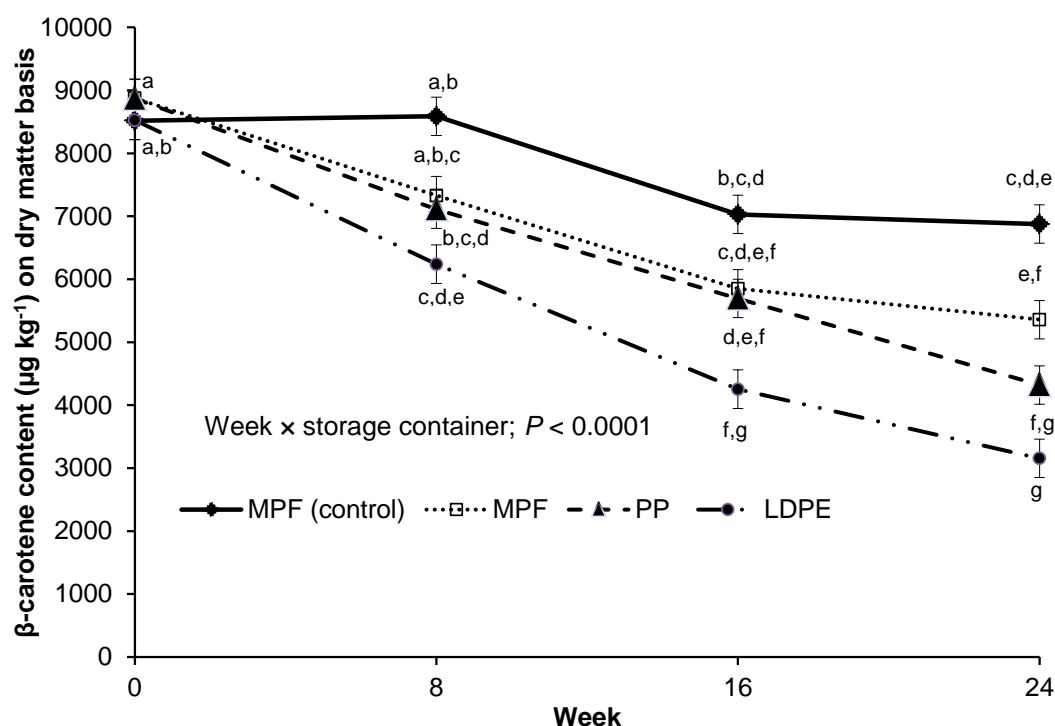 β-carotene content (µg kg⁻¹) on dry matter basis
10000
9000
8000
7000
6000
5000
4000
3000
2000
1000
0
a
a,b
a,b
a,b,c
b,c,d
c,d,e
b,c,d
c,d,e,f
d,e,f
f,g
c,d,e
e,f
f,g
g
Week × storage container; P < 0.0001
MPF (control) MPF PP LDPE
0 8 16 24
Week